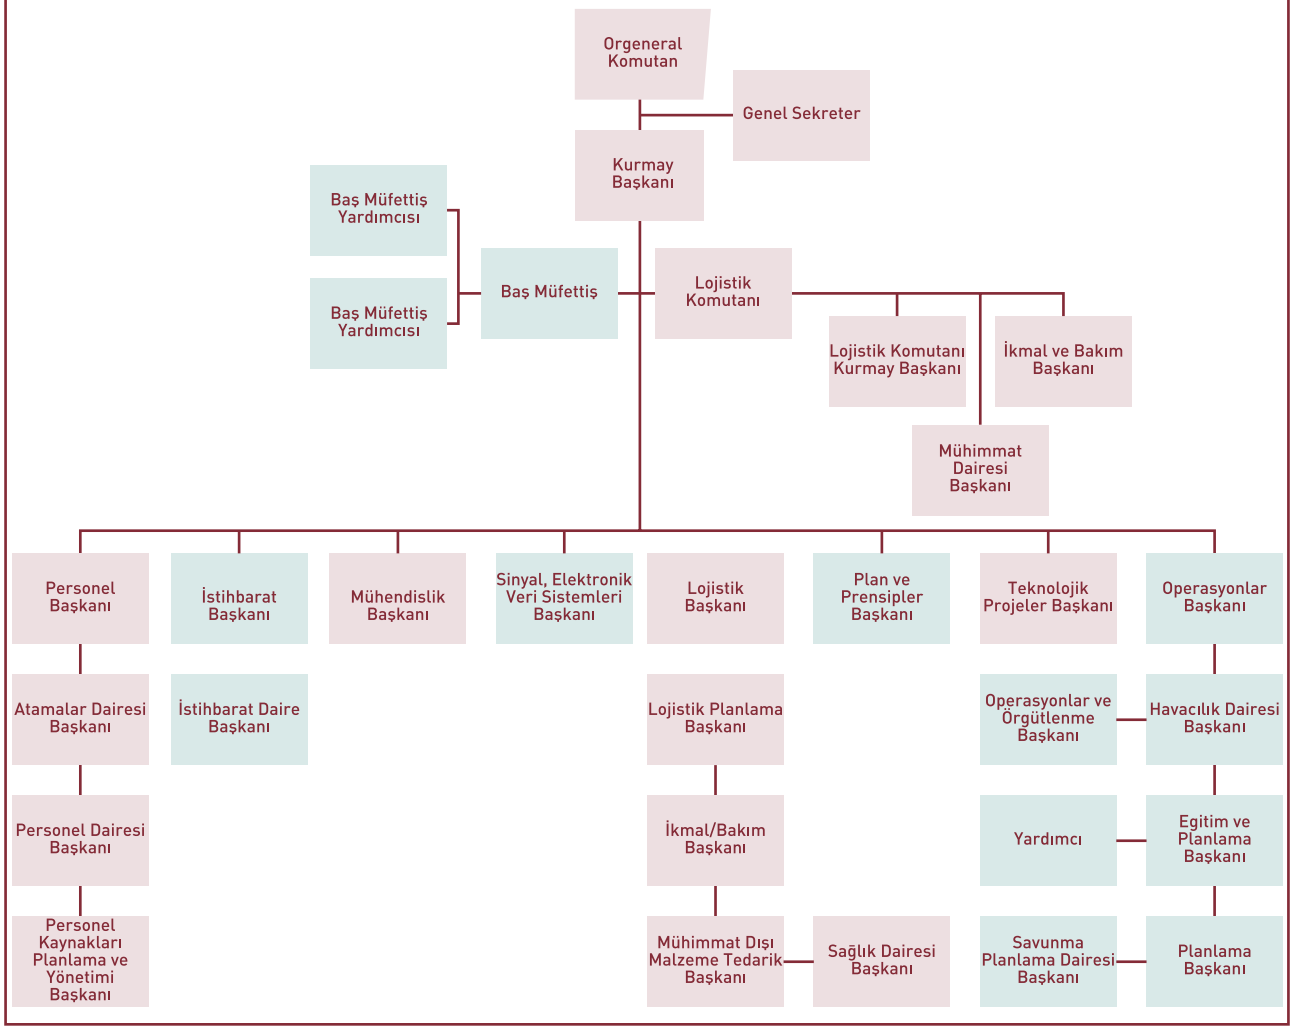 Orgeneral
Komutan
Genel Sekreter
Kurmay
Başkanı
Baş Müfettiş
Yardımcısı
Baş Müfettiş
Lojistik
Komutanı
Baş Müfettiş
Yardımcısı
Lojistik Komutanı
Kurmay Başkanı
İkmal ve Bakım
Başkanı
Mühimmat
Dairesi
Başkanı
Personel
Başkanı
İstihbarat
Başkanı
Mühendislik
Başkanı
Sinyal, Elektronik
Veri Sistemleri
Başkanı
Lojistik
Başkanı
Plan ve
Prensipler
Başkanı
Teknolojik
Projeler Başkanı
Operasyonlar
Başkanı
Atamalar Dairesi
Başkanı
İstihbarat Daire
Başkanı
Lojistik Planlama
Başkanı
Operasyonlar ve
Örgütlenme
Başkanı
Havacılık Dairesi
Başkanı
Personel Dairesi
Başkanı
İkmal/Bakım
Başkanı
Yardımcı
Egitim ve
Planlama
Başkanı
Personel
Kaynakları
Planlama ve
Yönetimi
Başkanı
Mühimmat Dışı
Malzeme Tedarik
Başkanı
Sağlık Dairesi
Başkanı
Savunma
Planlama Dairesi
Başkanı
Planlama
Başkanı